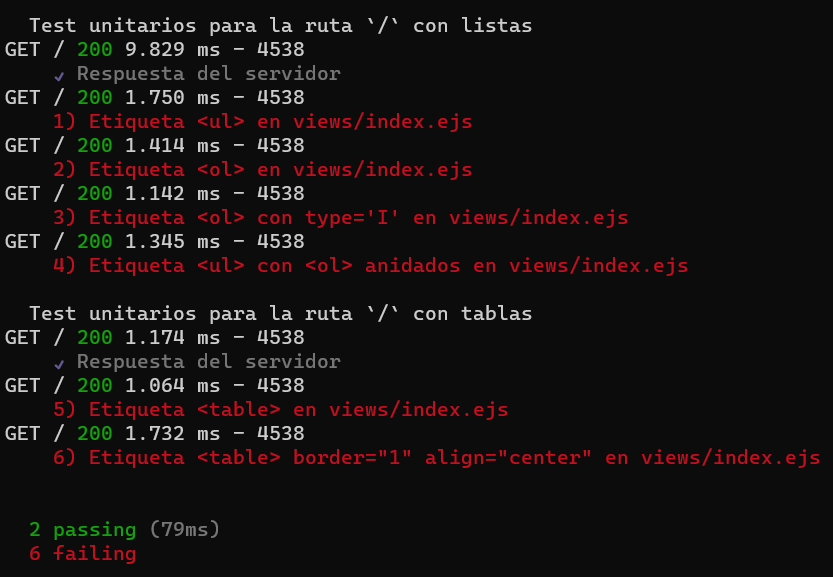 Test unitarios para la ruta `/` con listas
GET / 200 9.829 ms - 4538
✓ Respuesta del servidor
GET / 200 1.750 ms - 4538
1) Etiqueta <ul> en views/index.ejs
GET / 200 1.414 ms - 4538
2) Etiqueta <ol> en views/index.ejs
GET / 200 1.142 ms - 4538
3) Etiqueta <ol> con type='I' en views/index.ejs
GET / 200 1.345 ms - 4538
4) Etiqueta <ul> con <ol> anidados en views/index.ejs
Test unitarios para la ruta `/` con tablas
GET / 200 1.174 ms - 4538
✓ Respuesta del servidor
GET / 200 1.064 ms - 4538
5) Etiqueta <table> en views/index.ejs
GET / 200 1.732 ms - 4538
6) Etiqueta <table> border="1" align="center" en views/index.ejs
2 passing (79ms)
6 failing